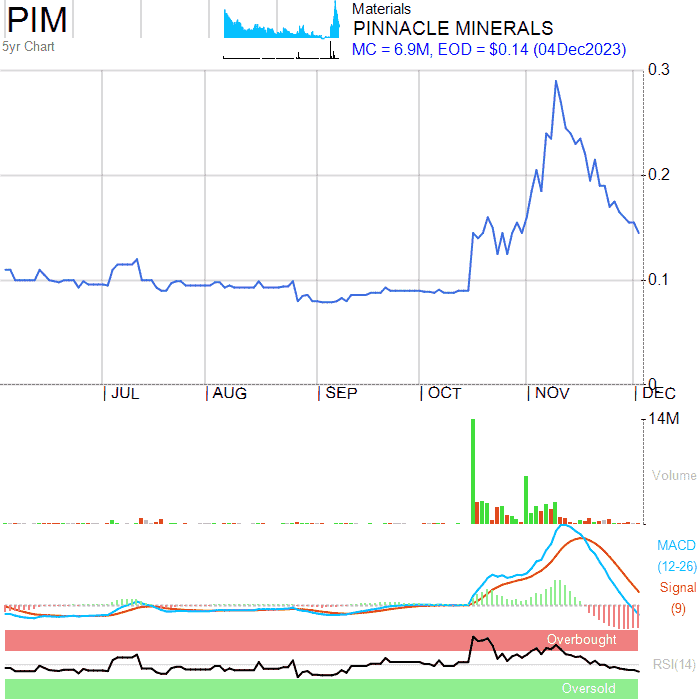 PIM
5yr Chart
Materials
PINNACLE MINERALS
MC = 6.9M, EOD = $0.14 (04Dec2023)
0.3
0.2
0.1
0
JUL AUG SEP OCT NOV DEC
14M
Volume
MACD
(12-26)
Signal
(9)
Overbought
RSI(14)
Oversold